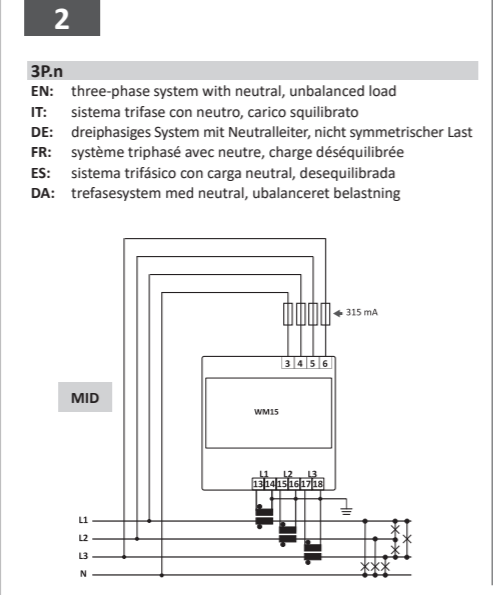 2
3P.n
EN: three-phase system with neutral, unbalanced load
IT: sistema trifase con neutro, carico squilibrato
DE: dreiphasiges System mit Neutralleiter, nicht symmetrischer Last
FR: système triphasé avec neutre, charge déséquilibrée
ES: sistema trifásico con carga neutral, desequilibrada
DA: trefasesystem med neutral, ubalanceret belastning
315 mA
3 4 5 6
MID
WM15
L1 L2 L3
13 14 15 16 17 18
L1
L2
L3
N